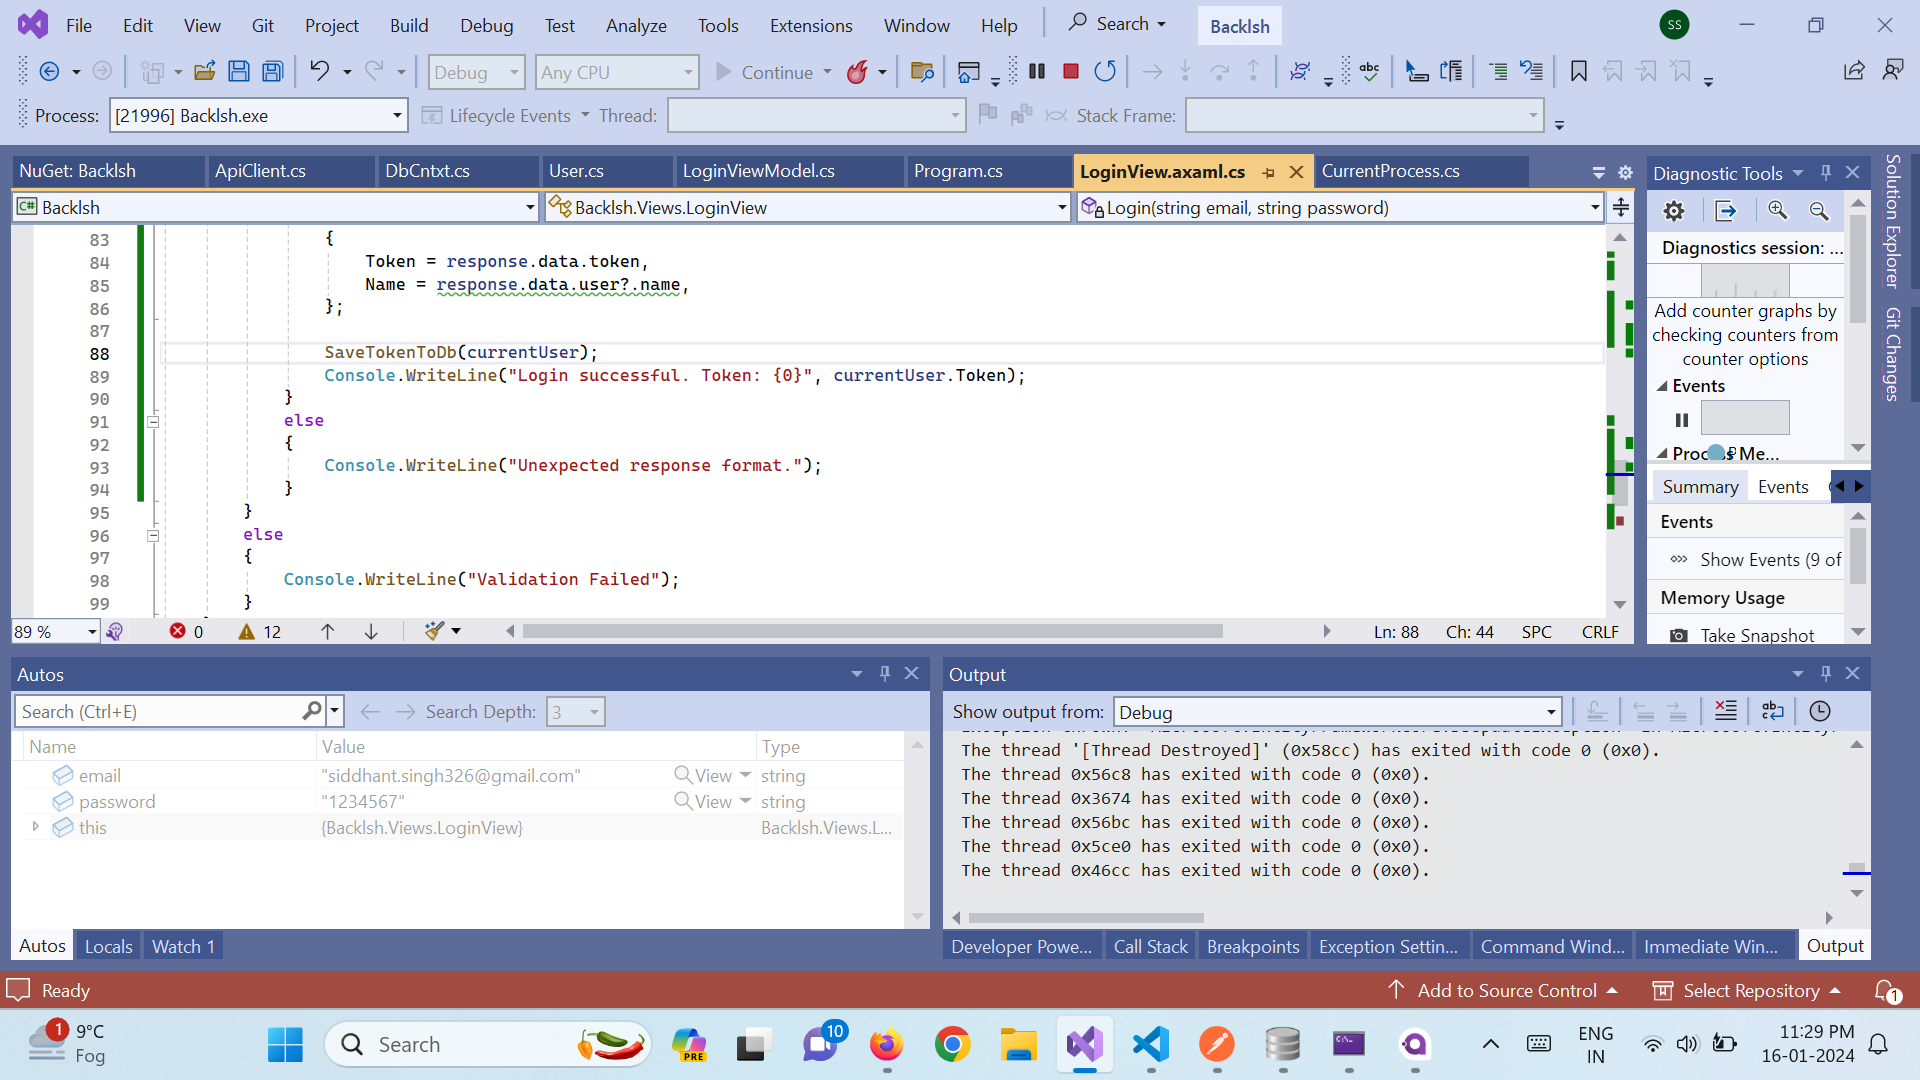 File Edit View Git Project Build Debug Test Analyze Tools Extensions Window Help Search Backlsh SS
Debug Any CPU Continue abc
Process: [21996] Backlsh.exe Lifecycle Events Thread: Stack Frame:
NuGet: Backlsh ApiClient.cs DbCntxt.cs User.cs LoginViewModel.cs Program.cs LoginView.axaml.cs CurrentProcess.cs
C# Backlsh Backlsh.Views.LoginView Login(string email, string password)
83 {
84 Token = response.data.token,
85 Name = response.data.user?.name,
86 };
87
88 SaveTokenToDb(currentUser);
89 Console.WriteLine("Login successful. Token: {0}", currentUser.Token);
90 }
91 else
92 {
93 Console.WriteLine("Unexpected response format.");
94 }
95 }
96 else
97 {
98 Console.WriteLine("Validation Failed");
99 }
89 % 0 12 Ln: 88 Ch: 44 SPC CRLF
Diagnostic Tools
Diagnostics session: ...
Add counter graphs by
checking counters from
counter options
Events
Me...
Summary Events
Events
Show Events (9 of
Memory Usage
Take Snapshot
Solution Explorer
Git Changes
Autos
Search (Ctrl+E) Search Depth: 3
Name Value Type
email "siddhant.singh326@gmail.com" View string
password "1234567" View string
this {Backlsh.Views.LoginView} Backlsh.Views.L...
Autos Locals Watch 1
Output
Show output from: Debug
The thread '[Thread Destroyed]' (0x58cc) has exited with code 0 (0x0).
The thread 0x56c8 has exited with code 0 (0x0).
The thread 0x3674 has exited with code 0 (0x0).
The thread 0x56bc has exited with code 0 (0x0).
The thread 0x5ce0 has exited with code 0 (0x0).
The thread 0x46cc has exited with code 0 (0x0).
Developer Powe... Call Stack Breakpoints Exception Settin... Command Wind... Immediate Win... Output
Ready Add to Source Control Select Repository 1
1 9°C
Fog
Search
PRE
10
ENG
IN
11:29 PM
16-01-2024